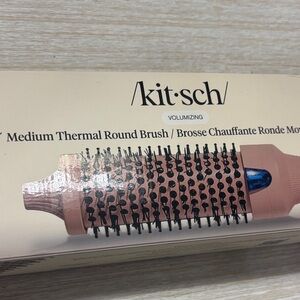 /kit·sch/
VOLUMIZING
Medium Thermal Round Brush / Brosse Chauffante Ronde